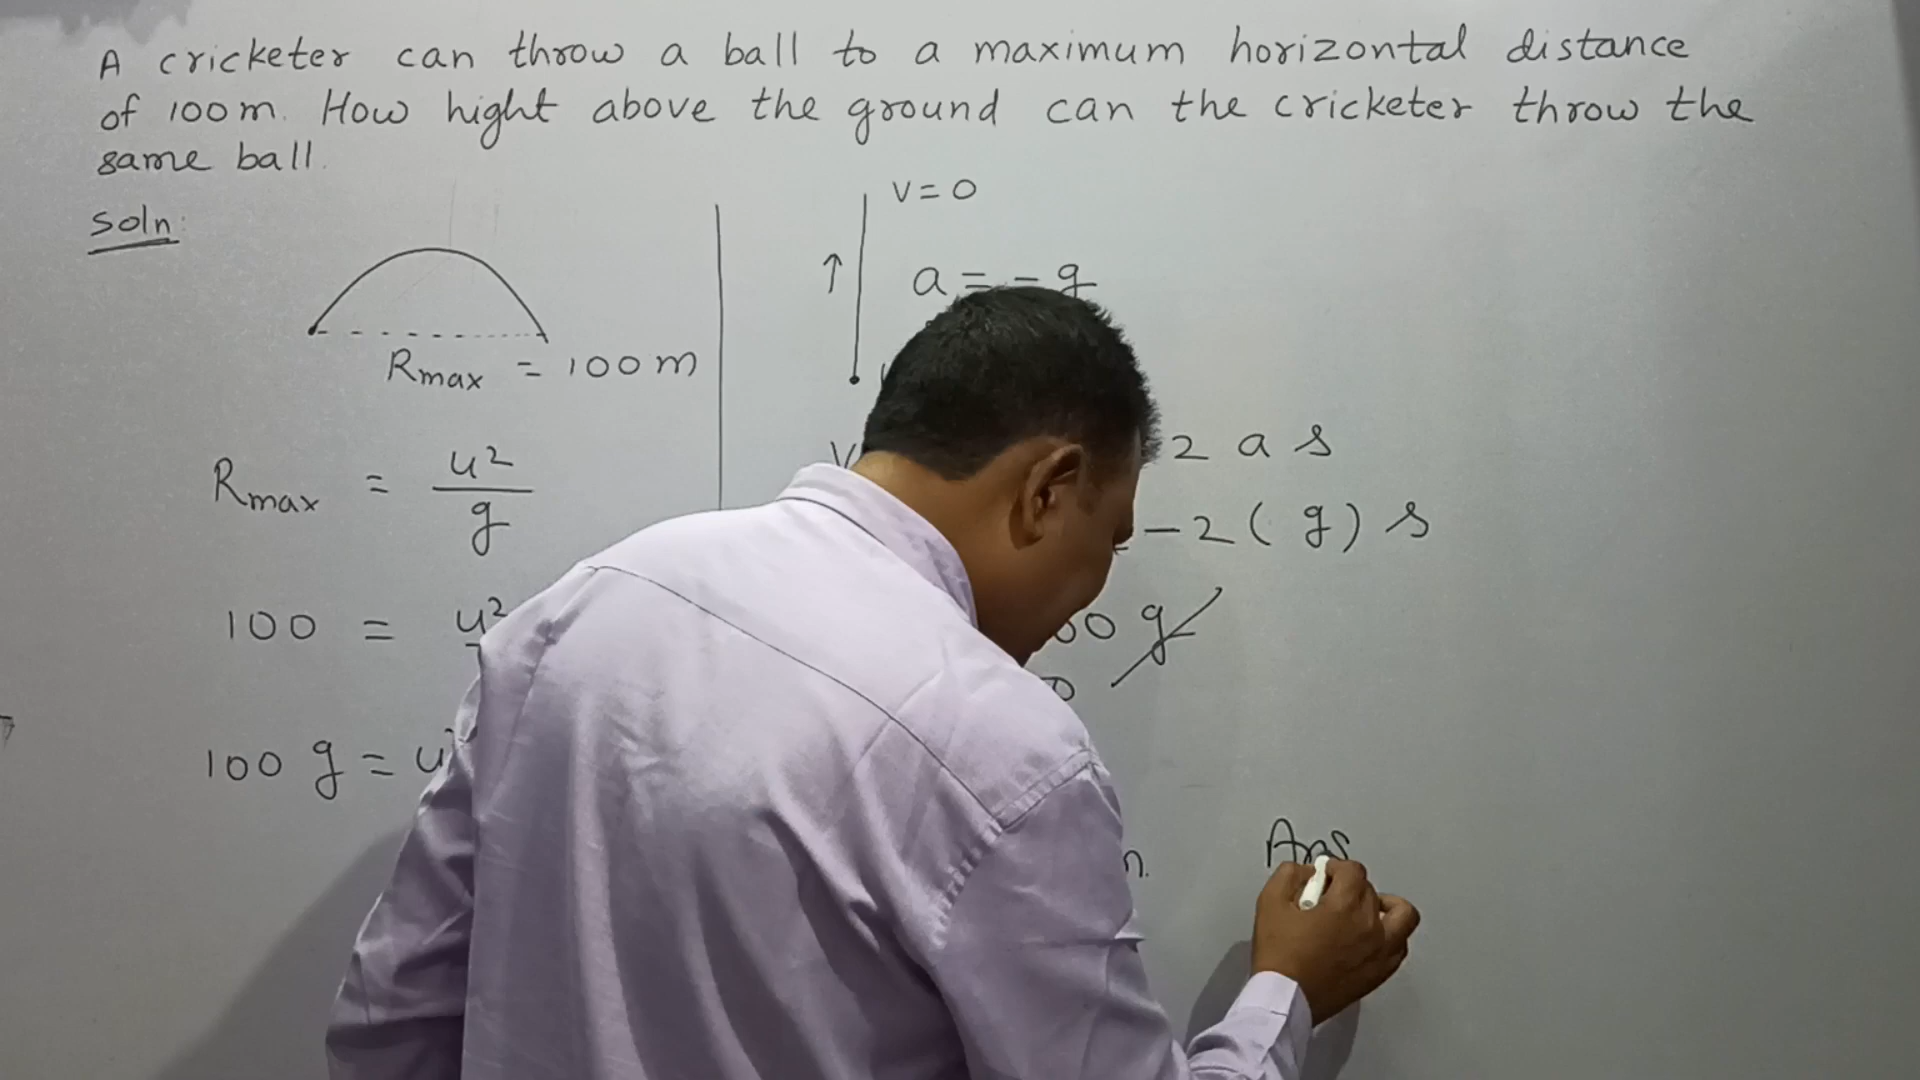 A cricketer can throw a ball to a maximum horizontal distance
of 100m. How hight above the ground can the cricketer throw the
same ball.
Soln:
Rmax = 100m
Rmax = u²/g
100 = u²
100 g = u
v = 0
a = - g
V
2 a s
-2 ( g ) s
g
Ans